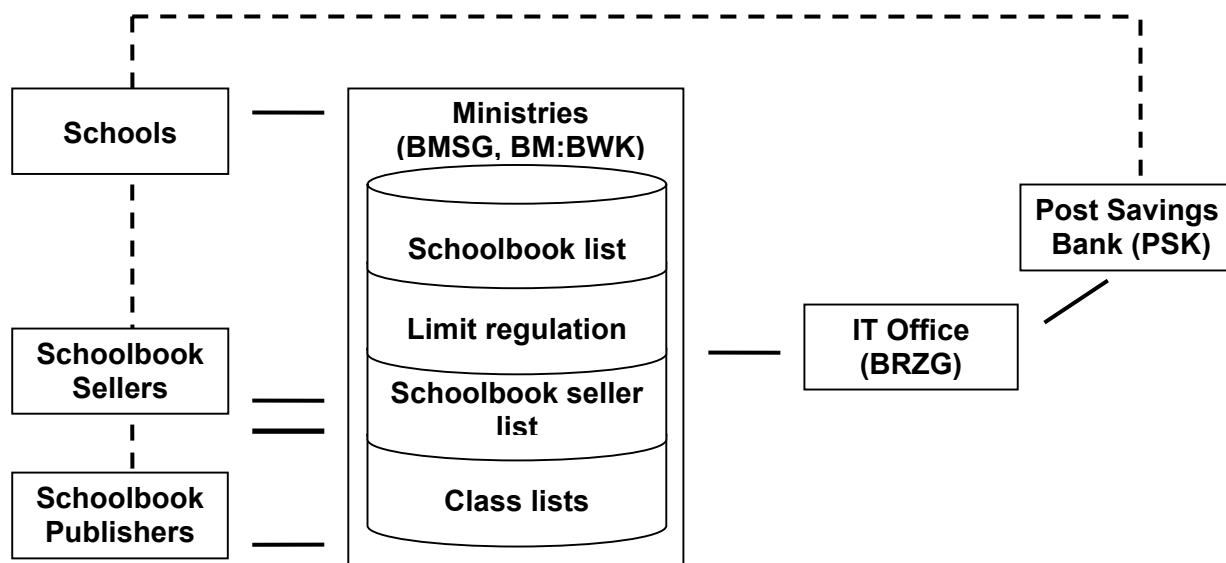 Schools
Ministries
(BMSG, BM:BWK)
Schoolbook list
Limit regulation
Schoolbook seller
list
Class lists
Schoolbook
Sellers
Schoolbook
Publishers
IT Office
(BRZG)
Post Savings
Bank (PSK)